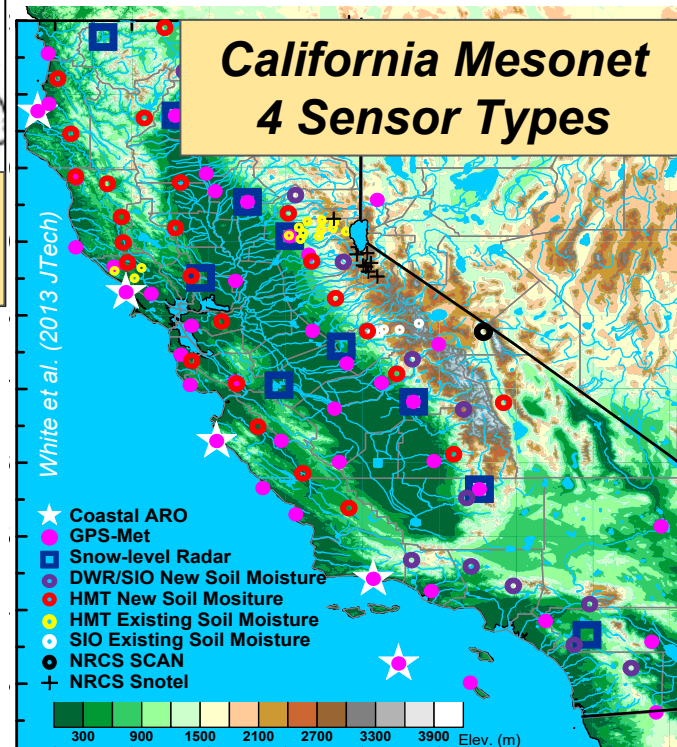 California Mesonet
4 Sensor Types
White et al. (2013 JTech)
Coastal ARO
GPS-Met
Snow-level Radar
DWR/SIO New Soil Moisture
HMT New Soil Mositure
HMT Existing Soil Moisture
SIO Existing Soil Moisture
NRCS SCAN
NRCS Snotel
300 900 1500 2100 2700 3300 3900 Elev. (m)